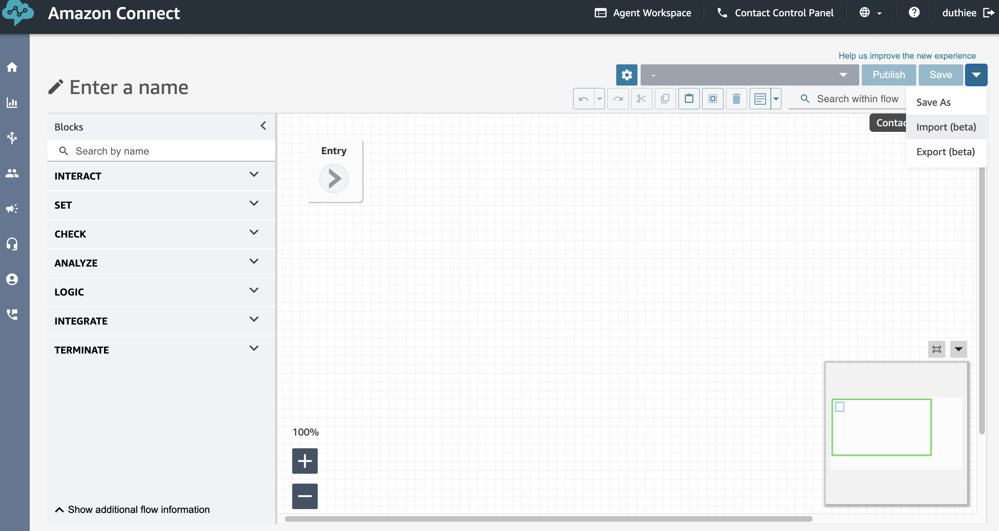 Amazon Connect
Agent Workspace
Contact Control Panel
duthiee
Help us improve the new experience
Enter a name
-
Publish
Save
Search within flow
Save As
Import (beta)
Export (beta)
Contac
Blocks
Search by name
INTERACT
SET
CHECK
ANALYZE
LOGIC
INTEGRATE
TERMINATE
Show additional flow information
Entry
100%